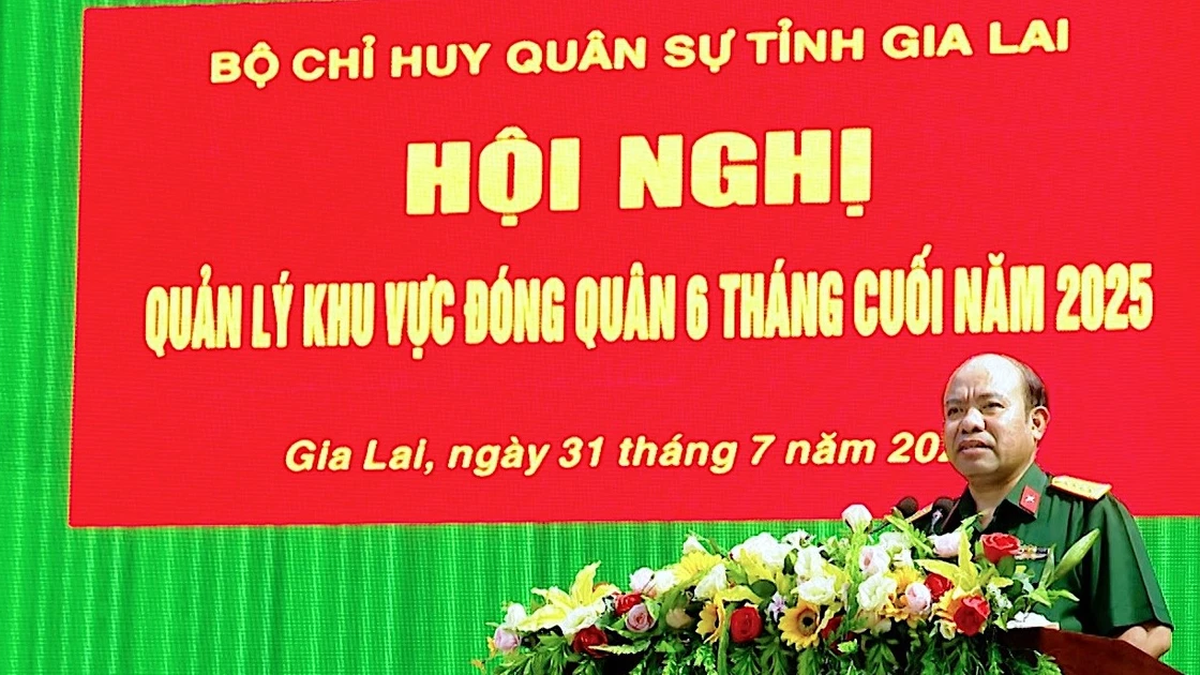 BỘ CHỈ HUY QUÂN SỰ TỈNH GIA LAI
HỘI NGHỊ
QUẢN LÝ KHU VỰC ĐÓNG QUÂN 6 THÁNG CUỐI NĂM 2025
Gia Lai, ngày 31 tháng 7 năm